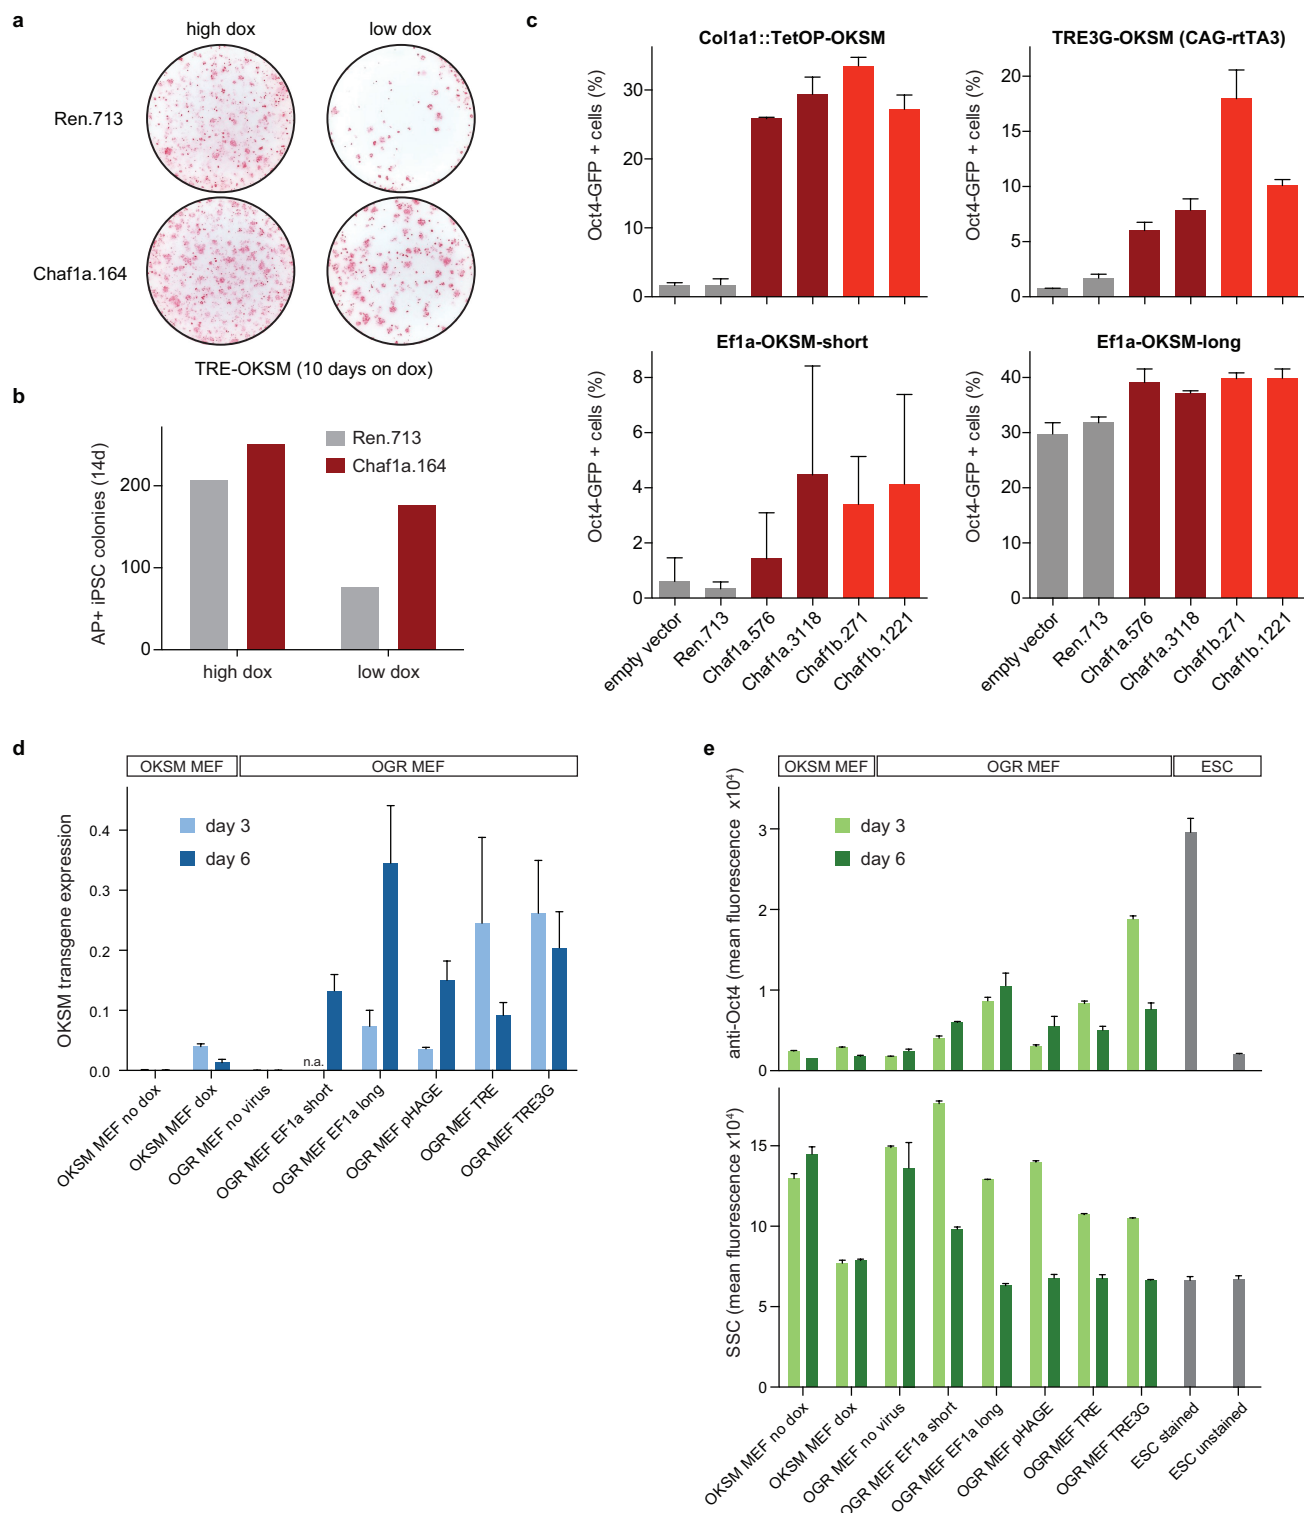 a
high dox
low dox
Ren.713
Chaf1a.164
TRE-OKSM (10 days on dox)
b
AP+ iPSC colonies (14d)
200
100
0
Ren.713
Chaf1a.164
high dox
low dox
c
Col1a1::TetOP-OKSM
Oct4-GFP + cells (%)
30
20
10
0
TRE3G-OKSM (CAG-rtTA3)
Oct4-GFP + cells (%)
20
15
10
5
0
Ef1a-OKSM-short
Oct4-GFP + cells (%)
8
6
4
2
0
empty vector
Ren.713
Chaf1a.576
Chaf1a.3118
Chaf1b.271
Chaf1b.1221
Ef1a-OKSM-long
Oct4-GFP + cells (%)
40
30
20
10
0
empty vector
Ren.713
Chaf1a.576
Chaf1a.3118
Chaf1b.271
Chaf1b.1221
d
OKSM MEF
OGR MEF
OKSM transgene expression
0.4
0.3
0.2
0.1
0.0
day 3
day 6
n.a.
OKSM MEF no dox
OKSM MEF dox
OGR MEF no virus
OGR MEF EF1a short
OGR MEF EF1a long
OGR MEF pHAGE
OGR MEF TRE
OGR MEF TRE3G
e
OKSM MEF
OGR MEF
ESC
anti-Oct4 (mean fluorescence x10⁴)
3
2
1
0
day 3
day 6
SSC (mean fluorescence x10⁴)
15
10
5
0
OKSM MEF no dox
OKSM MEF dox
OGR MEF no virus
OGR MEF EF1a short
OGR MEF EF1a long
OGR MEF pHAGE
OGR MEF TRE
OGR MEF TRE3G
ESC stained
ESC unstained